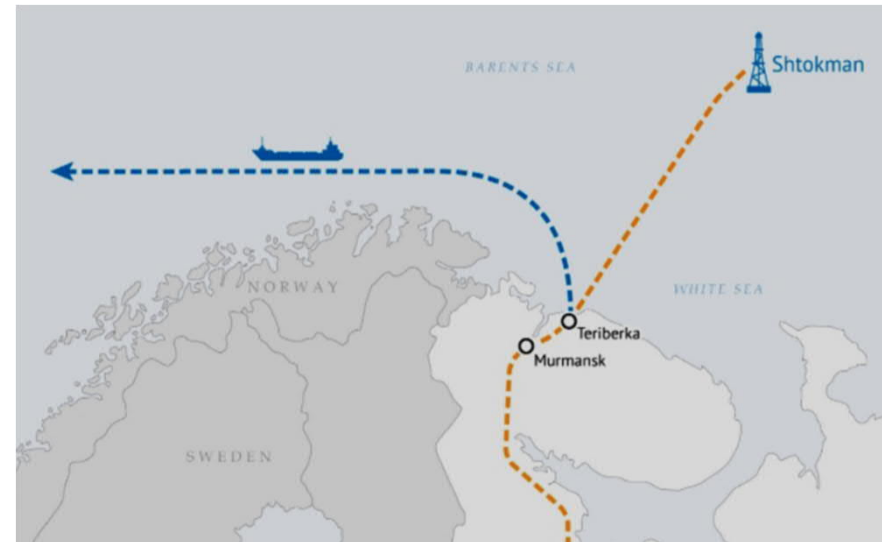 BARENTS SEA
Shtokman
NORWAY
WHITE SEA
Teriberka
Murmansk
SWEDEN